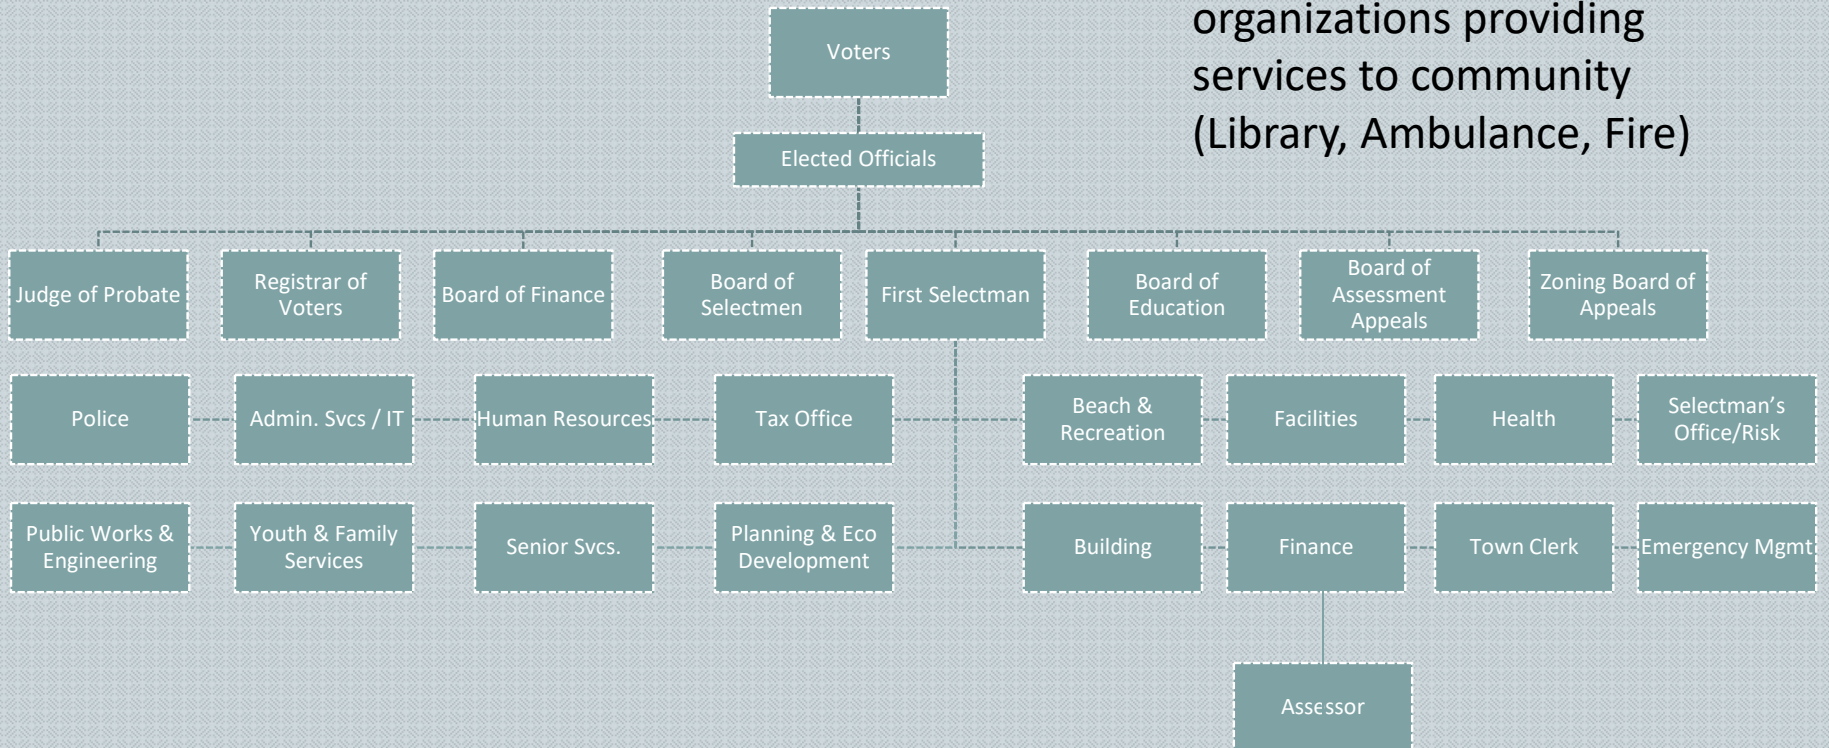 organizations providing
services to community
(Library, Ambulance, Fire)
Voters
Elected Officials
Judge of Probate
Registrar of
Voters
Board of Finance
Board of
Selectmen
First Selectman
Board of
Education
Board of
Assessment
Appeals
Zoning Board of
Appeals
Police
Admin. Svcs / IT
Human Resources
Tax Office
Beach &
Recreation
Facilities
Health
Selectman's
Office/Risk
Public Works &
Engineering
Youth & Family
Services
Senior Svcs.
Planning & Eco
Development
Building
Finance
Town Clerk
Emergency Mgmt
Assessor